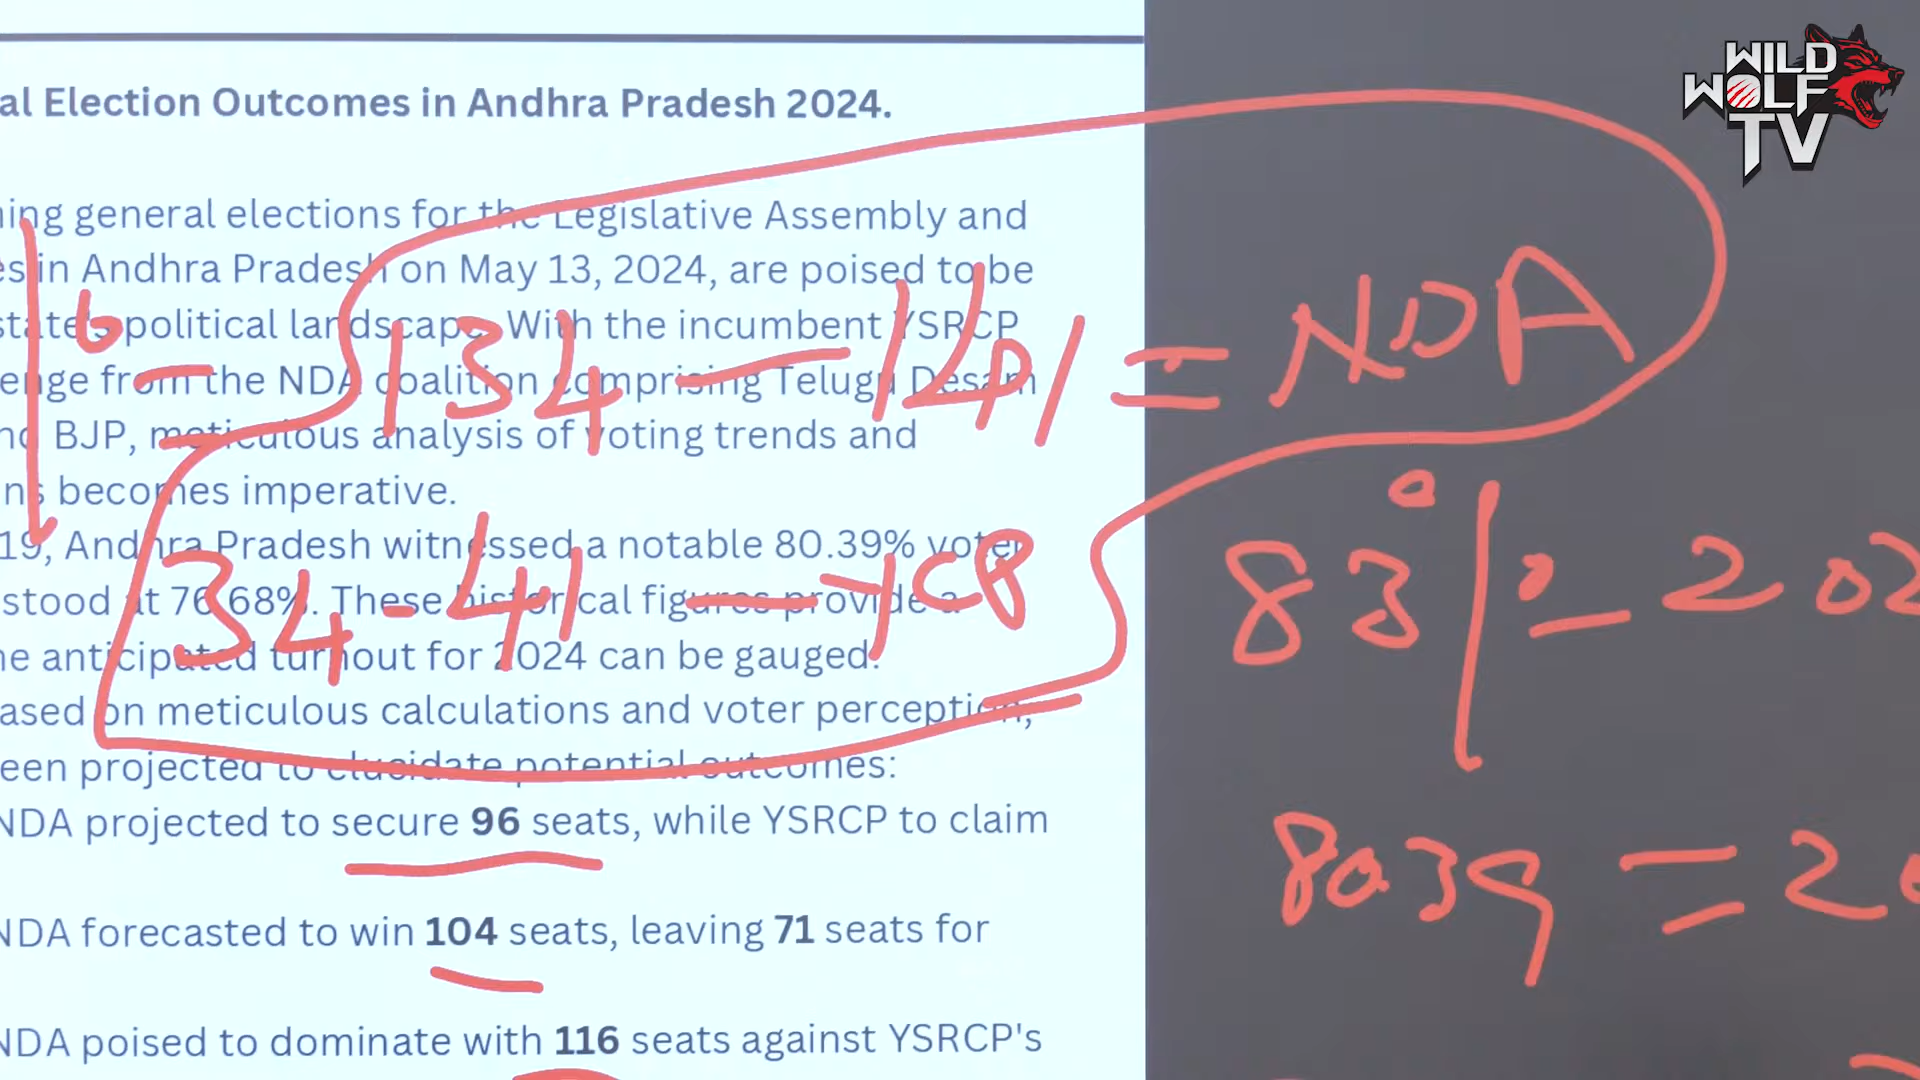 WILD
WOLF
TV
al Election Outcomes in Andhra Pradesh 2024.
ing general elections for the Legislative Assembly and
es in Andhra Pradesh on May 13, 2024, are poised to be
state's political landscape. With the incumbent YSRCP
enge from the NDA coalition comprising Telugu Desam
nd BJP, meticulous analysis of voting trends and
ns becomes imperative.
19, Andhra Pradesh witnessed a notable 80.39% voter
stood at 76.68%. These historical figures provide a
he anticipated turnout for 2024 can be gauged.
ased on meticulous calculations and voter perception,
een projected to elucidate potential outcomes:
NDA projected to secure 96 seats, while YSRCP to claim
NDA forecasted to win 104 seats, leaving 71 seats for
NDA poised to dominate with 116 seats against YSRCP's
134 - 141 = NDA
34 - 41 - YCP
83% - 202
8039 = 20